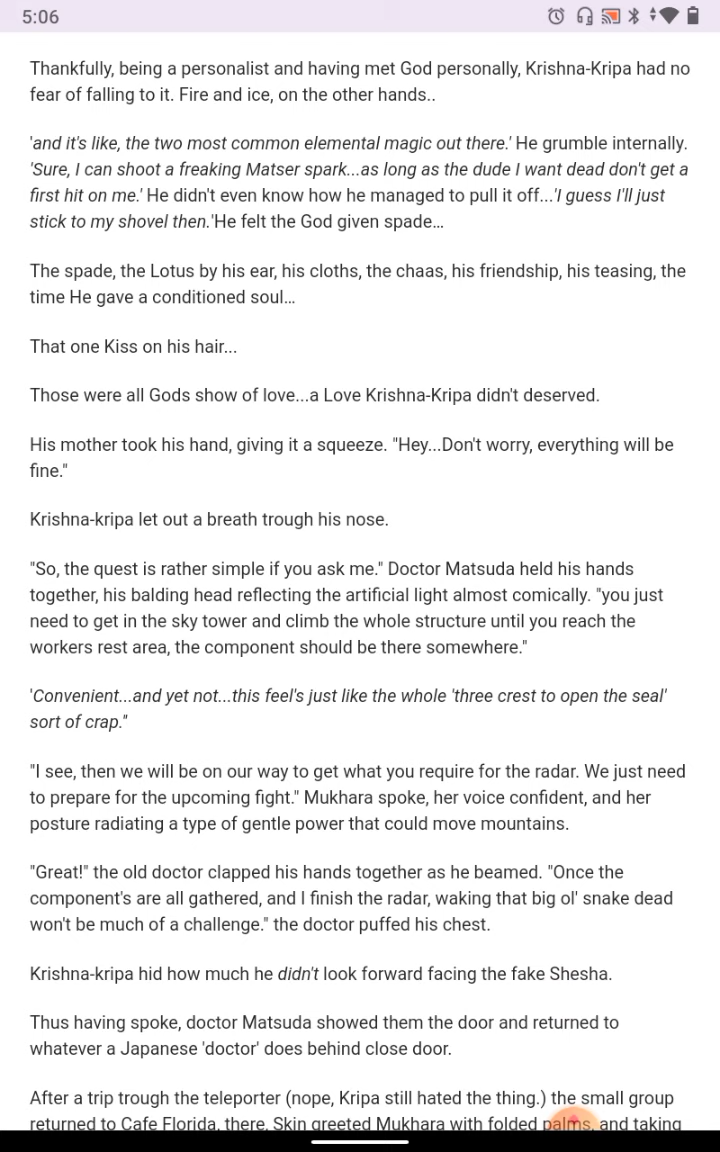 5:06
Thankfully, being a personalist and having met God personally, Krishna-Kripa had no
fear of falling to it. Fire and ice, on the other hands..
'and it's like, the two most common elemental magic out there.' He grumble internally.
'Sure, I can shoot a freaking Matser spark...as long as the dude I want dead don't get a
first hit on me.' He didn't even know how he managed to pull it off...'I guess I'll just
stick to my shovel then.'He felt the God given spade…
The spade, the Lotus by his ear, his cloths, the chaas, his friendship, his teasing, the
time He gave a conditioned soul…
That one Kiss on his hair...
Those were all Gods show of love...a Love Krishna-Kripa didn't deserved.
His mother took his hand, giving it a squeeze. "Hey...Don't worry, everything will be
fine."
Krishna-kripa let out a breath trough his nose.
"So, the quest is rather simple if you ask me." Doctor Matsuda held his hands
together, his balding head reflecting the artificial light almost comically. "you just
need to get in the sky tower and climb the whole structure until you reach the
workers rest area, the component should be there somewhere."
'Convenient...and yet not...this feel's just like the whole 'three crest to open the seal'
sort of crap."
"I see, then we will be on our way to get what you require for the radar. We just need
to prepare for the upcoming fight." Mukhara spoke, her voice confident, and her
posture radiating a type of gentle power that could move mountains.
"Great!" the old doctor clapped his hands together as he beamed. "Once the
component's are all gathered, and I finish the radar, waking that big ol' snake dead
won't be much of a challenge." the doctor puffed his chest.
Krishna-kripa hid how much he didn't look forward facing the fake Shesha.
Thus having spoke, doctor Matsuda showed them the door and returned to
whatever a Japanese 'doctor' does behind close door.
After a trip trough the teleporter (nope, Kripa still hated the thing.) the small group
returned to Cafe Florida, there, Skin greeted Mukhara with folded palms, and taking